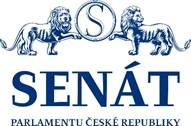 S
SENÁT
PARLAMENTU ČESKÉ REPUBLIKY